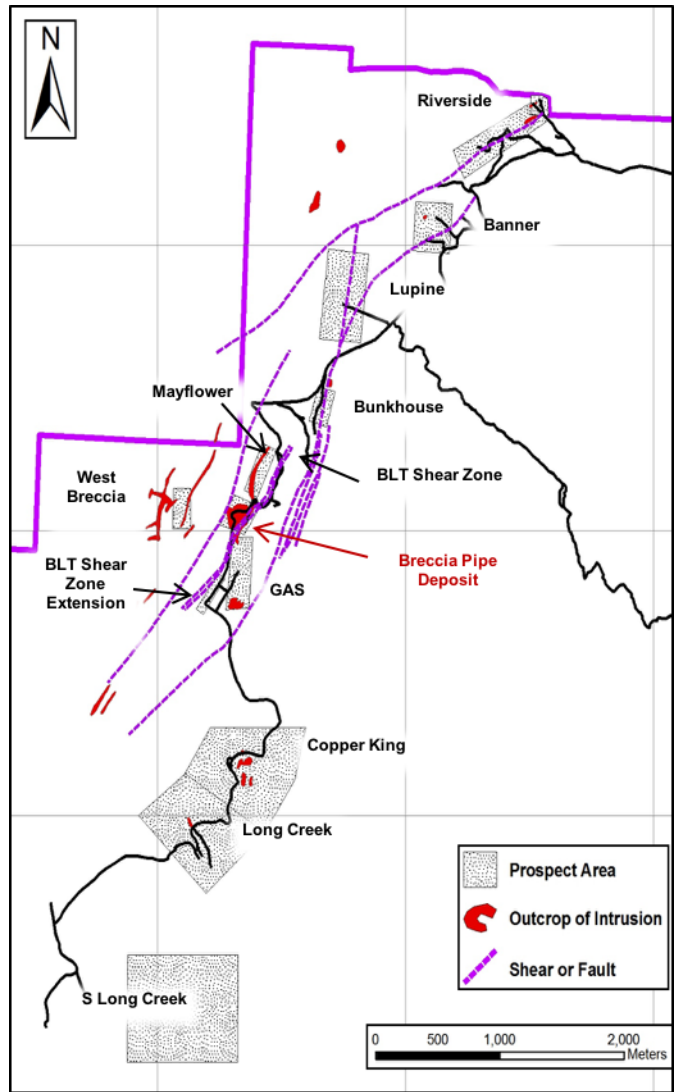 N
Riverside
Banner
Lupine
Mayflower
Bunkhouse
West
Breccia
BLT Shear Zone
BLT Shear
Zone
Extension
Breccia Pipe
Deposit
GAS
Copper King
Long Creek
S Long Creek
Prospect Area
Outcrop of Intrusion
Shear or Fault
0 500 1,000 2,000
Meters